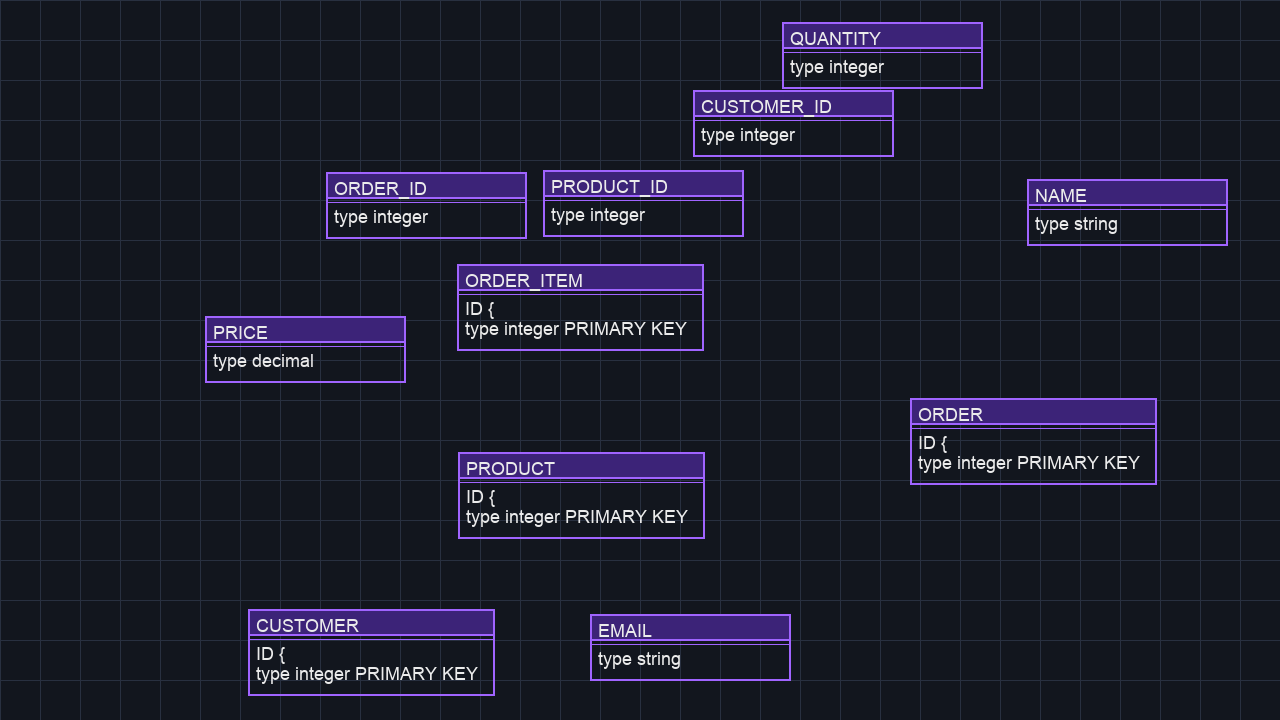 QUANTITY
type integer
CUSTOMER_ID
type integer
ORDER_ID
type integer
PRODUCT_ID
type integer
NAME
type string
ORDER_ITEM
ID {
type integer PRIMARY KEY
PRICE
type decimal
ORDER
ID {
type integer PRIMARY KEY
PRODUCT
ID {
type integer PRIMARY KEY
CUSTOMER
ID {
type integer PRIMARY KEY
EMAIL
type string